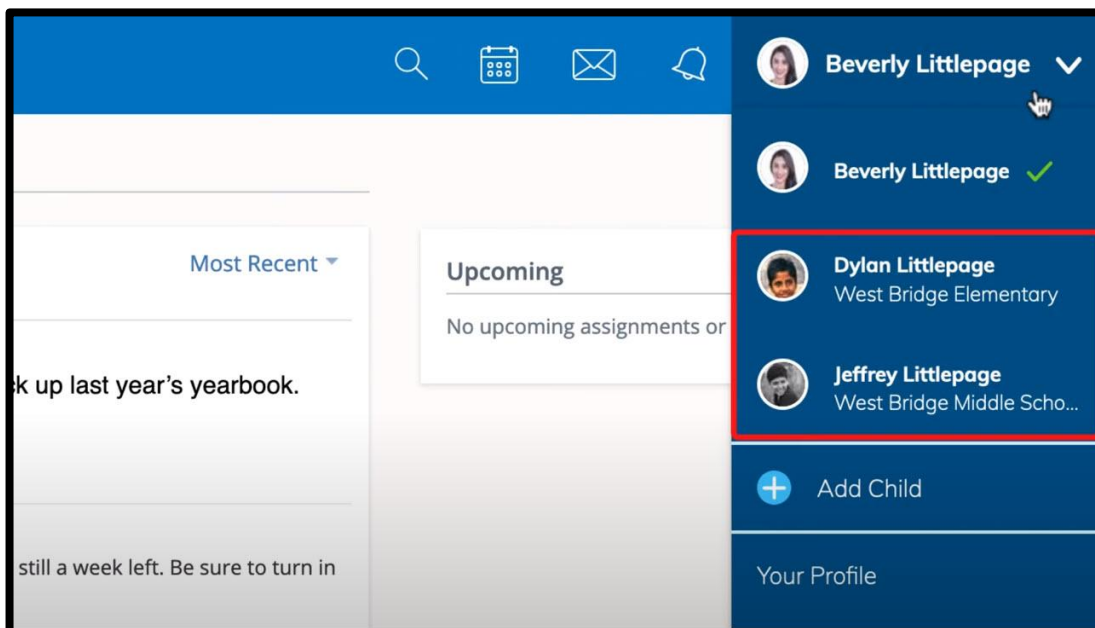 Beverly Littlepage
Beverly Littlepage
Most Recent
Upcoming
No upcoming assignments or
up last year's yearbook.
Dylan Littlepage
West Bridge Elementary
Jeffrey Littlepage
West Bridge Middle Scho...
Add Child
still a week left. Be sure to turn in
Your Profile